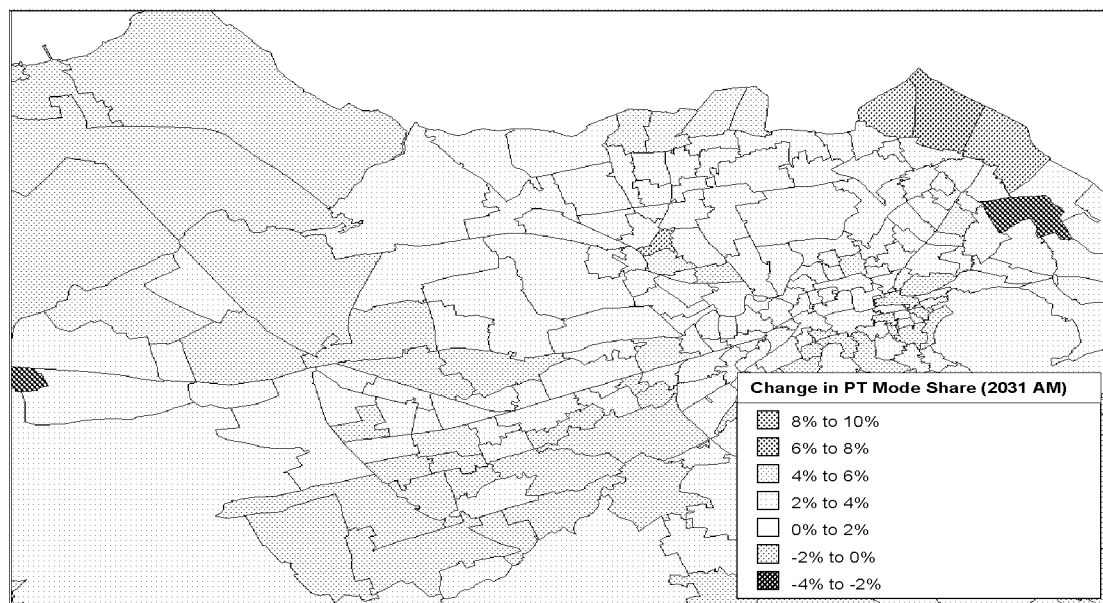 Change in PT Mode Share (2031 AM)
8% to 10%
6% to 8%
4% to 6%
2% to 4%
0% to 2%
-2% to 0%
-4% to -2%